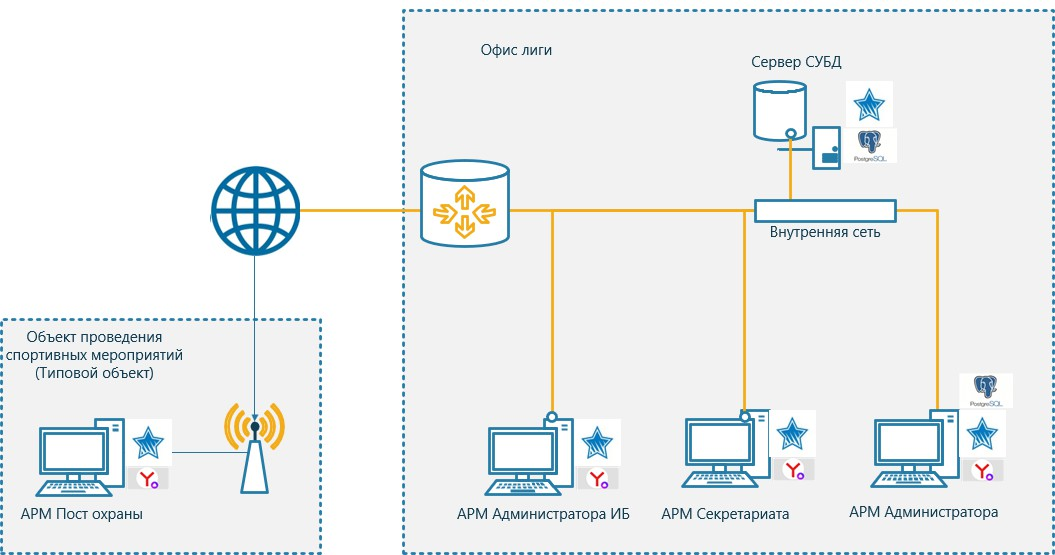 Офис лиги
Сервер СУБД
PostgreSQL
Внутренняя сеть
Объект проведения
спортивных мероприятий
(Типовой объект)
PostgreSQL
АРМ Пост охраны
АРМ Администратора ИБ
АРМ Секретариата
АРМ Администратора